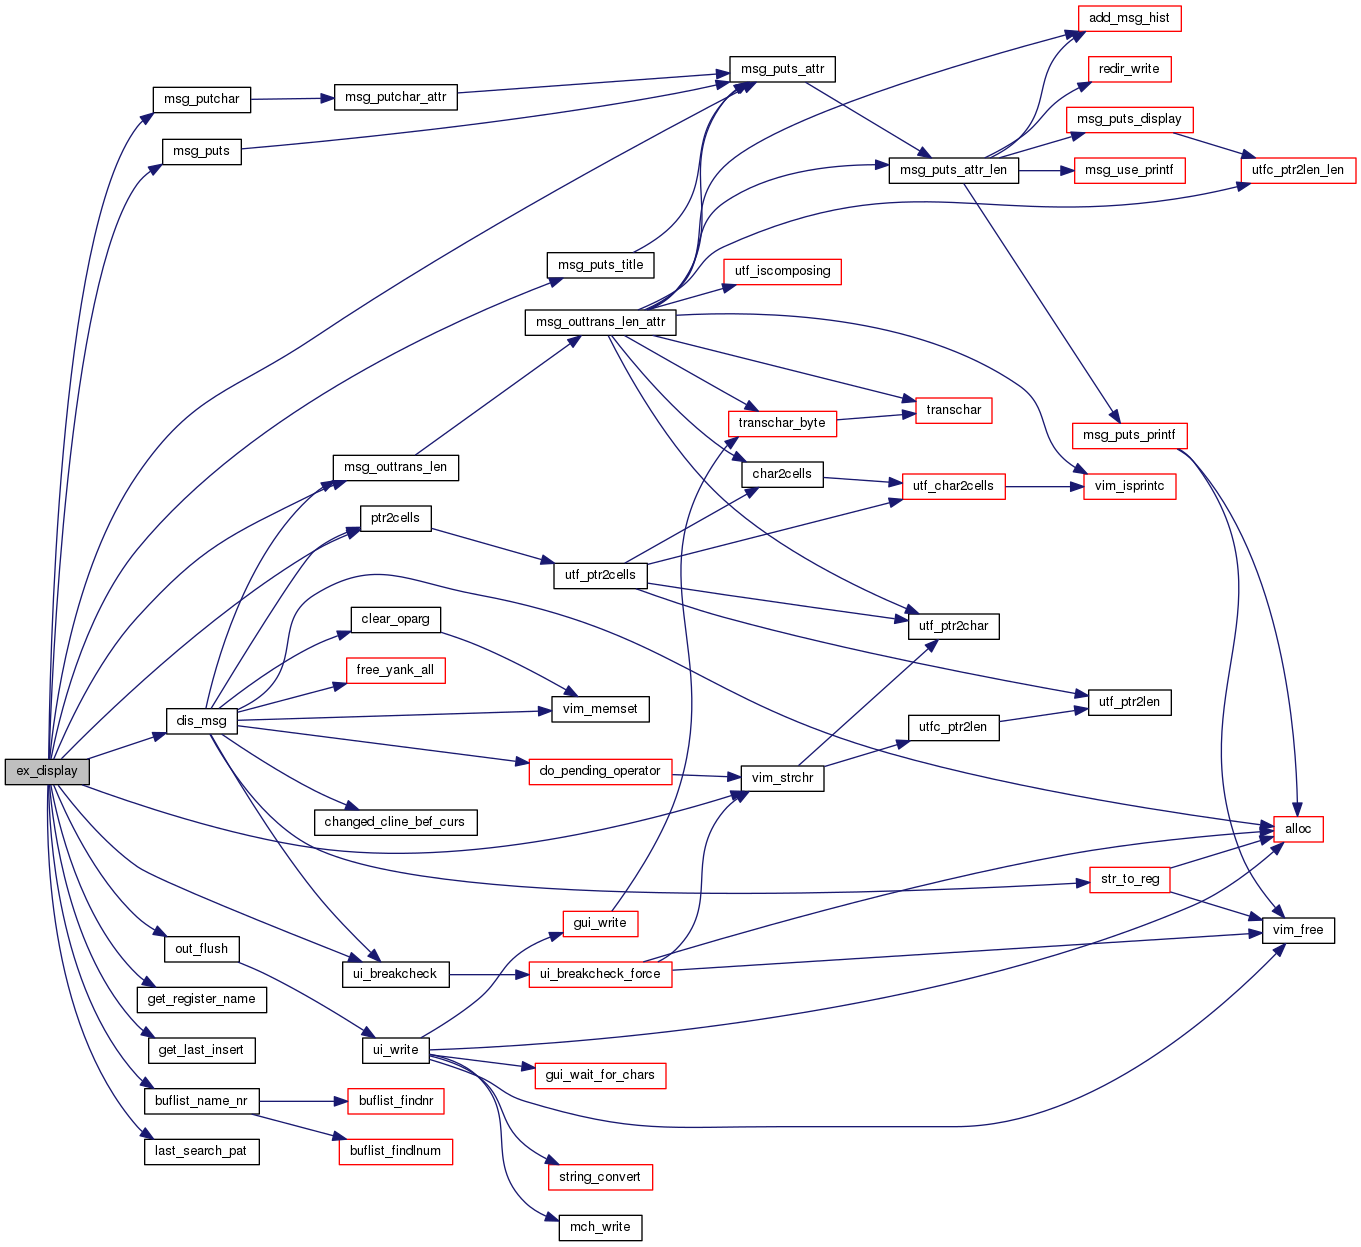 add_msg_hist
msg_puts_attr
redir_write
msg_putchar
msg_putchar_attr
msg_puts_display
msg_puts
msg_puts_attr_len
msg_use_printf
utfc_ptr2len_len
msg_puts_title
utf_iscomposing
msg_outtrans_len_attr
transchar
transchar_byte
msg_puts_printf
msg_outtrans_len
char2cells
utf_char2cells
vim_isprintc
ptr2cells
utf_ptr2cells
clear_oparg
utf_ptr2char
free_yank_all
vim_memset
utf_ptr2len
dis_msg
utfc_ptr2len
ex_display
do_pending_operator
vim_strchr
changed_cline_bef_curs
alloc
str_to_reg
gui_write
vim_free
out_flush
ui_breakcheck
ui_breakcheck_force
get_register_name
get_last_insert
ui_write
gui_wait_for_chars
buflist_name_nr
buflist_findnr
last_search_pat
buflist_findlnum
string_convert
mch_write